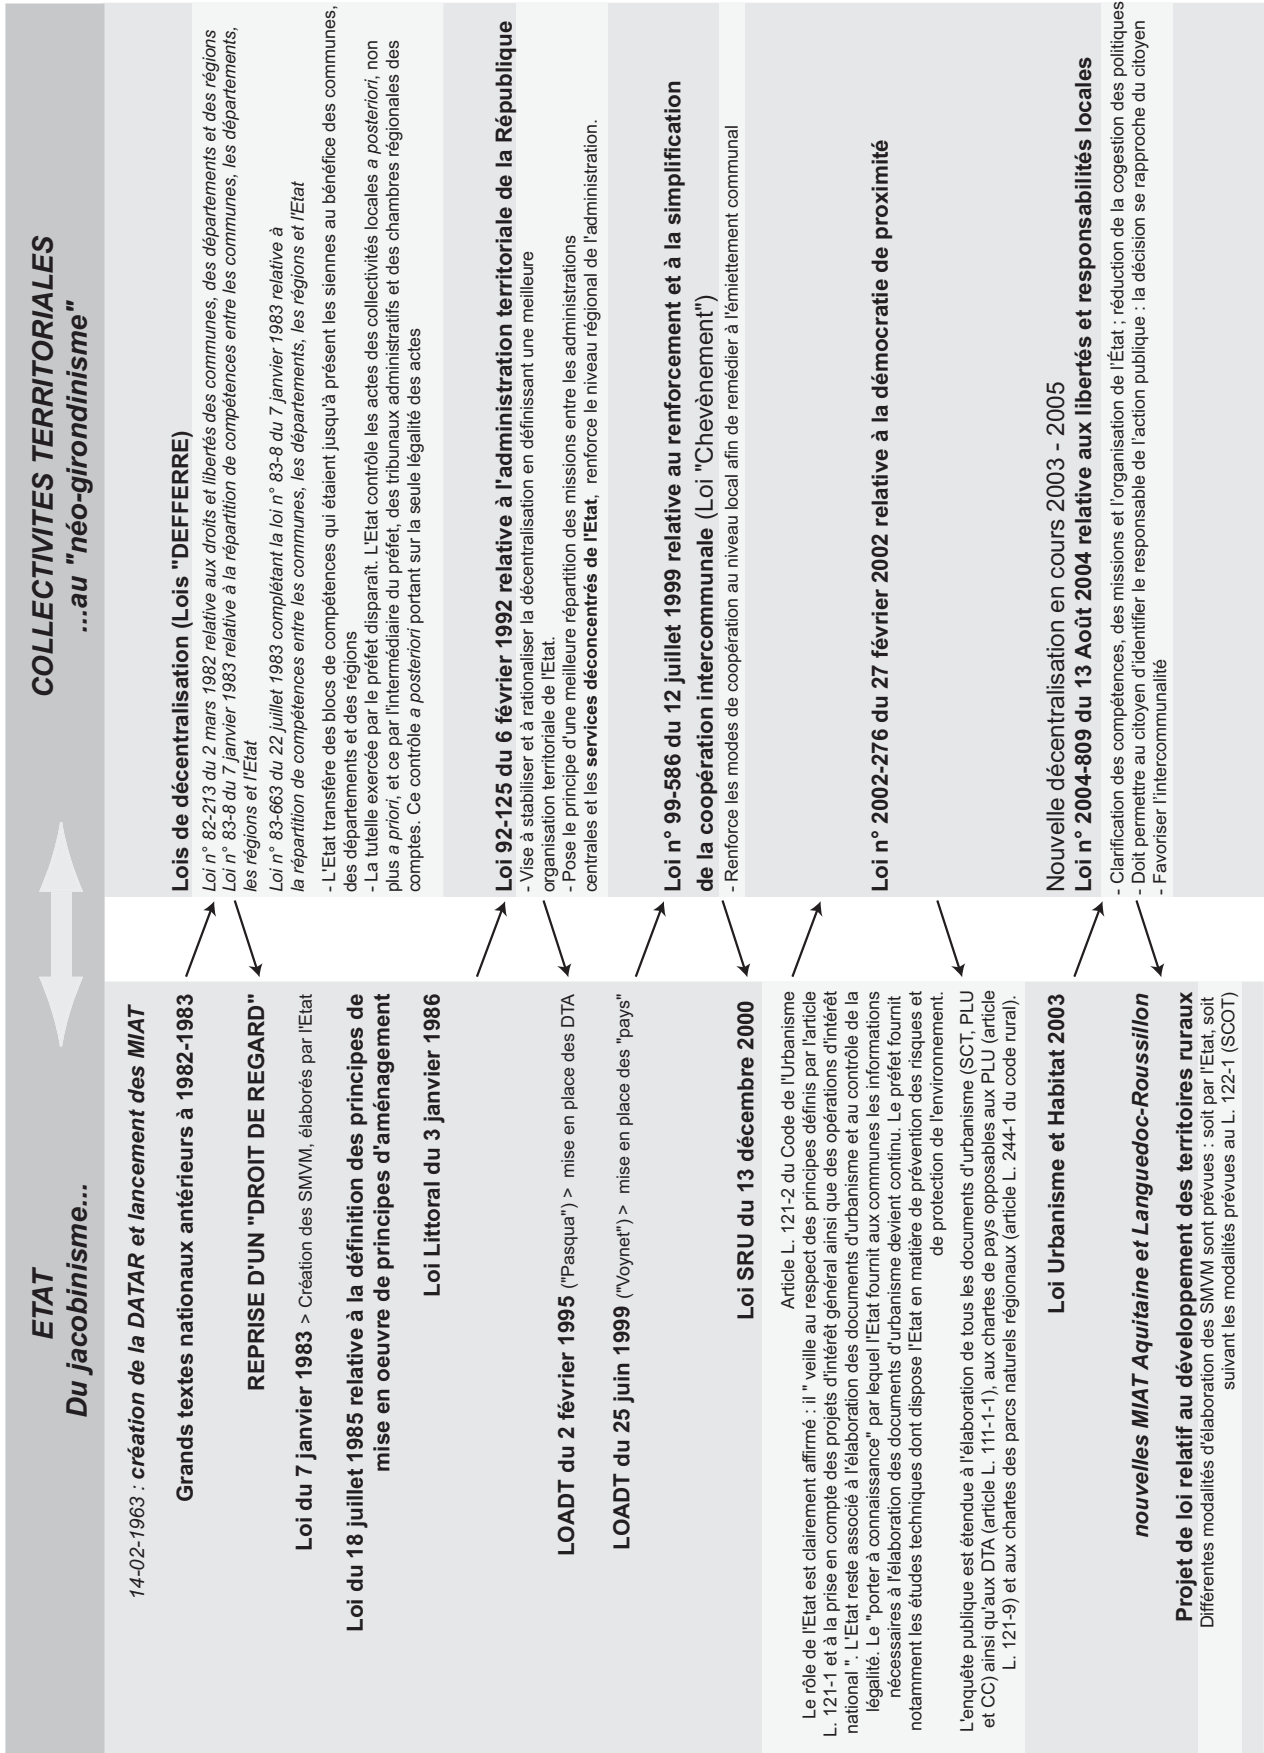 ETAT
Du jacobinisme...
COLLECTIVITES TERRITORIALES
...au "néo-girondinisme"
14-02-1963 : création de la DATAR et lancement des MIAT
Grands textes nationaux antérieurs à 1982-1983
REPRISE D'UN "DROIT DE REGARD"
Loi du 7 janvier 1983 > Création des SMVM, élaborés par l'Etat
Loi du 18 juillet 1985 relative à la définition des principes de
mise en oeuvre de principes d'aménagement
Loi Littoral du 3 janvier 1986
LOADT du 2 février 1995 ("Pasqua") > mise en place des DTA
LOADT du 25 juin 1999 ("Voynet") > mise en place des "pays"
Loi SRU du 13 décembre 2000
Article L. 121-2 du Code de l'Urbanisme
Le rôle de l'Etat est clairement affirmé : il " veille au respect des principes définis par l'article
L. 121-1 et à la prise en compte des projets d'intérêt général ainsi que des opérations d'intérêt
national ". L'Etat reste associé à l'élaboration des documents d'urbanisme et au contrôle de la
légalité. Le "porter à connaissance" par lequel l'Etat fournit aux communes les informations
nécessaires à l'élaboration des documents d'urbanisme devient continu. Le préfet fournit
notamment les études techniques dont dispose l'Etat en matière de prévention des risques et
de protection de l'environnement.
L'enquête publique est étendue à l'élaboration de tous les documents d'urbanisme (SCT, PLU
et CC) ainsi qu'aux DTA (article L. 111-1-1), aux chartes de pays opposables aux PLU (article
L. 121-9) et aux chartes des parcs naturels régionaux (article L. 244-1 du code rural).
Loi Urbanisme et Habitat 2003
nouvelles MIAT Aquitaine et Languedoc-Roussillon
Projet de loi relatif au développement des territoires ruraux
Différentes modalités d'élaboration des SMVM sont prévues : soit par l'Etat, soit
suivant les modalités prévues au L. 122-1 (SCOT)
Lois de décentralisation (Lois "DEFFERRE)
Loi n° 82-213 du 2 mars 1982 relative aux droits et libertés des communes, des départements et des régions
Loi n° 83-8 du 7 janvier 1983 relative à la répartition de compétences entre les communes, les départements,
les régions et l'Etat
Loi n° 83-663 du 22 juillet 1983 complétant la loi n° 83-8 du 7 janvier 1983 relative à
la répartition de compétences entre les communes, les départements, les régions et l'Etat
- L'Etat transfère des blocs de compétences qui étaient jusqu'à présent les siennes au bénéfice des communes,
des départements et des régions
- La tutelle exercée par le préfet disparaît. L'Etat contrôle les actes des collectivités locales a posteriori, non
plus a priori, et ce par l'intermédiaire du préfet, des tribunaux administratifs et des chambres régionales des
comptes. Ce contrôle a posteriori portant sur la seule légalité des actes
Loi 92-125 du 6 février 1992 relative à l'administration territoriale de la République
- Vise à stabiliser et à rationaliser la décentralisation en définissant une meilleure
organisation territoriale de l'Etat.
- Pose le principe d'une meilleure répartition des missions entre les administrations
centrales et les services déconcentrés de l'Etat, renforce le niveau régional de l'administration.
Loi n° 99-586 du 12 juillet 1999 relative au renforcement et à la simplification
de la coopération intercommunale (Loi "Chevènement")
- Renforce les modes de coopération au niveau local afin de remédier à l'émiettement communal
Loi n° 2002-276 du 27 février 2002 relative à la démocratie de proximité
Nouvelle décentralisation en cours 2003 - 2005
Loi n° 2004-809 du 13 Août 2004 relative aux libertés et responsabilités locales
- Clarification des compétences, des missions et l'organisation de l'État ; réduction de la cogestion des politiques
- Doit permettre au citoyen d'identifier le responsable de l'action publique : la décision se rapproche du citoyen
- Favoriser l'intercommunalité